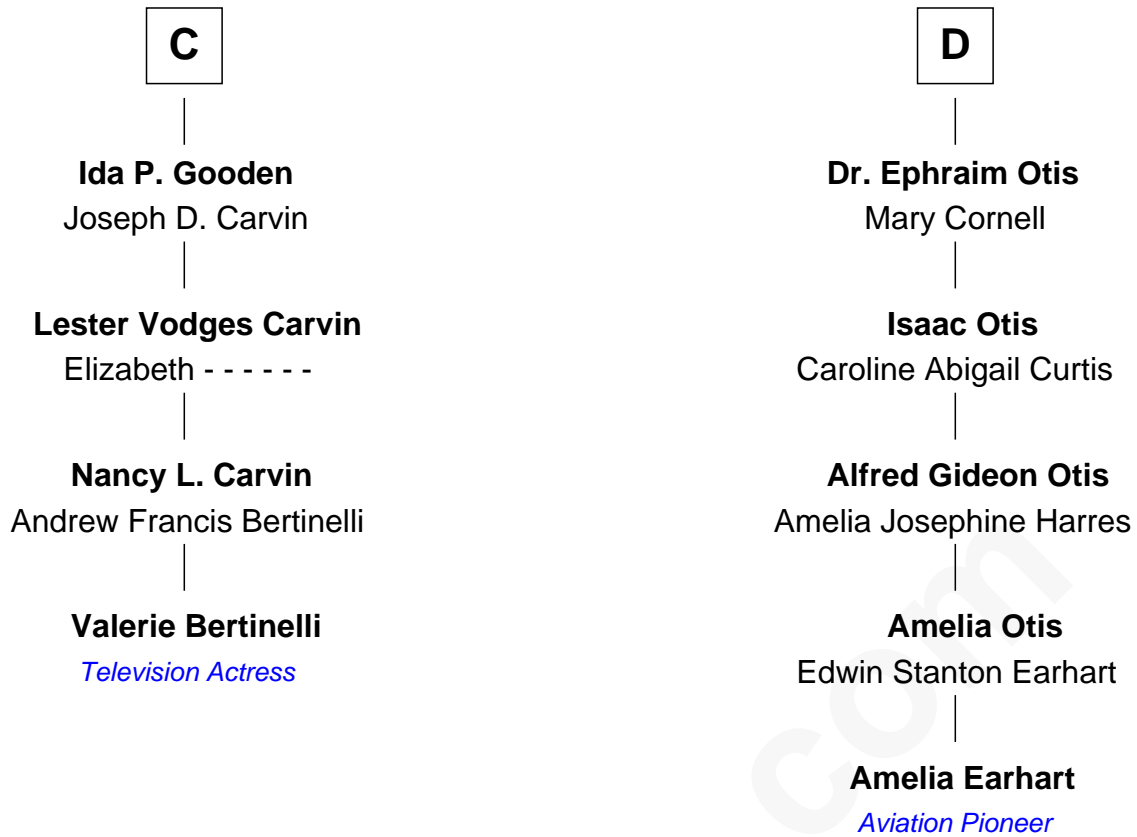 C
Ida P. Gooden
Joseph D. Carvin
Lester Vodges Carvin
Elizabeth - - - - - -
Nancy L. Carvin
Andrew Francis Bertinelli
Valerie Bertinelli
Television Actress
D
Dr. Ephraim Otis
Mary Cornell
Isaac Otis
Caroline Abigail Curtis
Alfred Gideon Otis
Amelia Josephine Harres
Amelia Otis
Edwin Stanton Earhart
Amelia Earhart
Aviation Pioneer
com